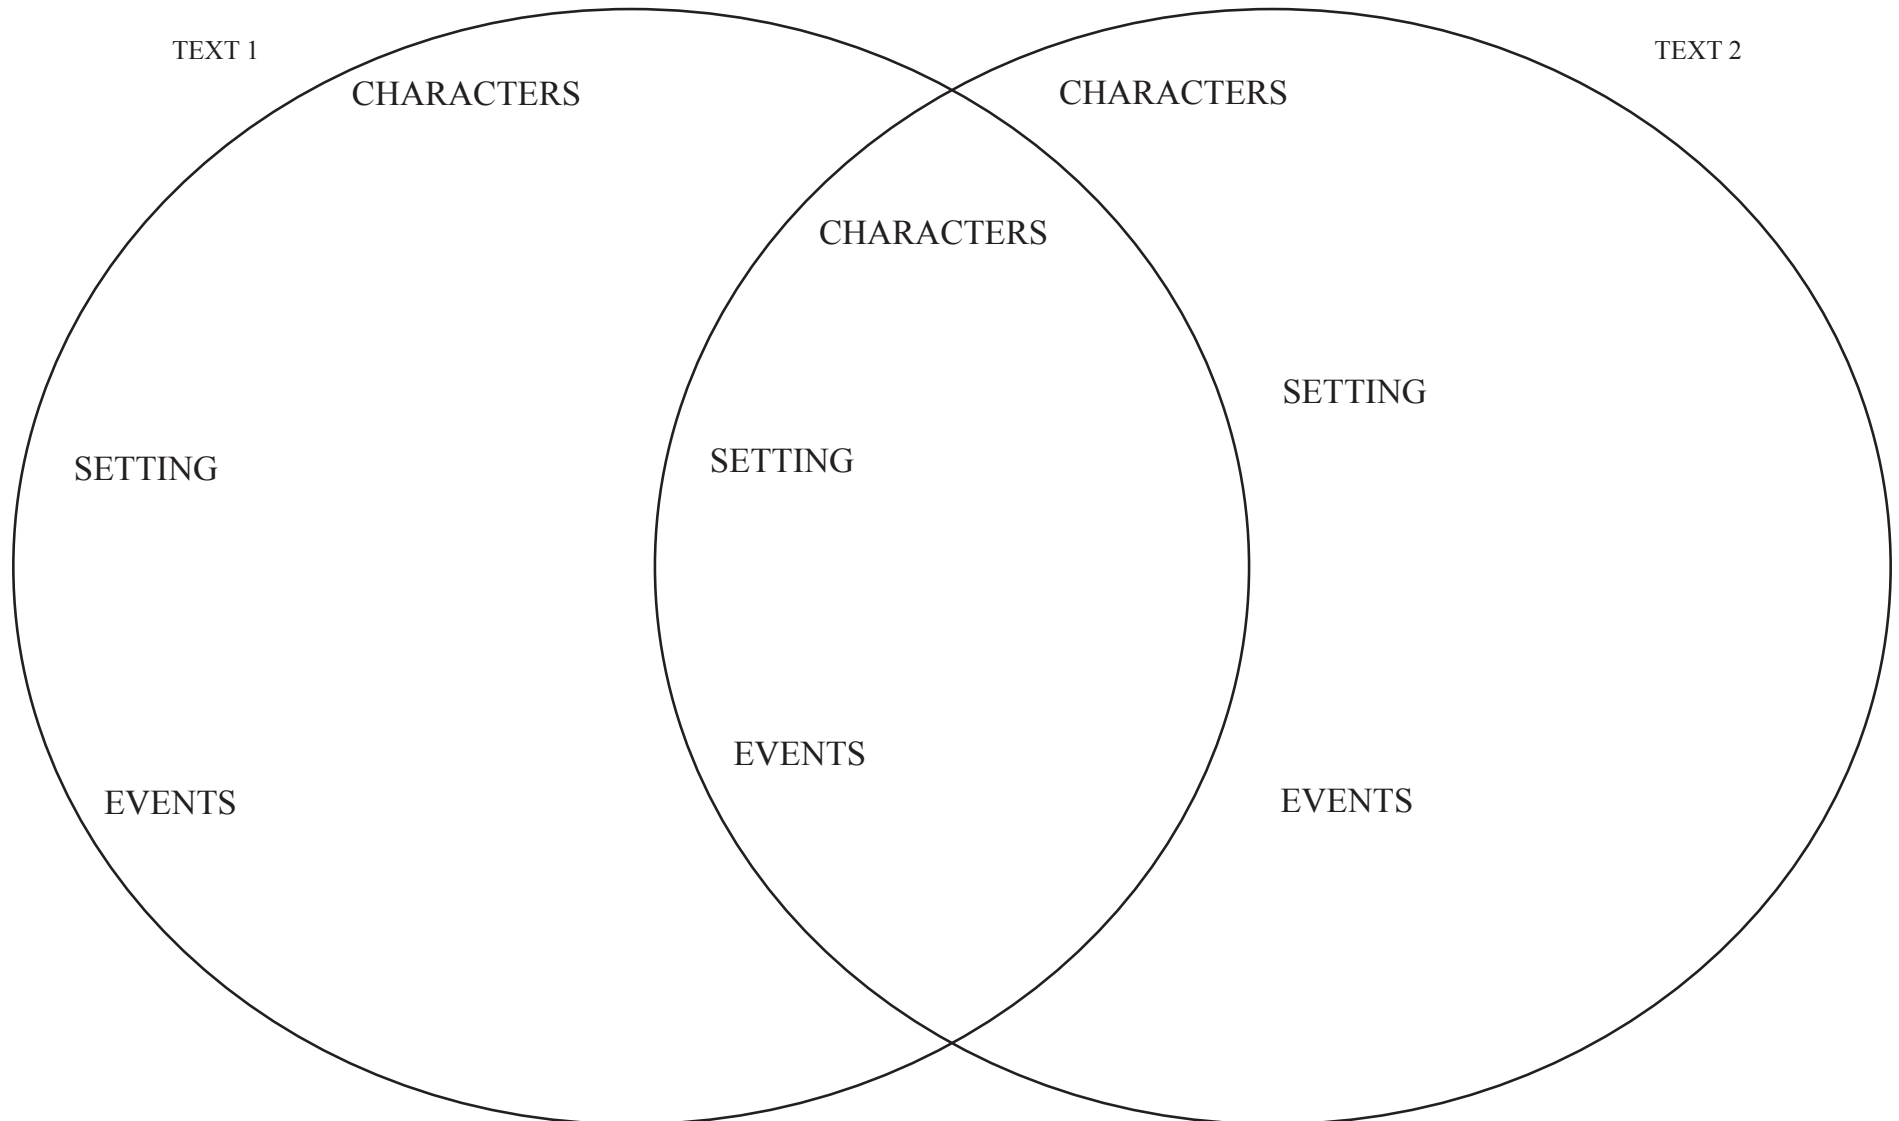 TEXT 1
TEXT 2
CHARACTERS
CHARACTERS
CHARACTERS
SETTING
SETTING
SETTING
EVENTS
EVENTS
EVENTS